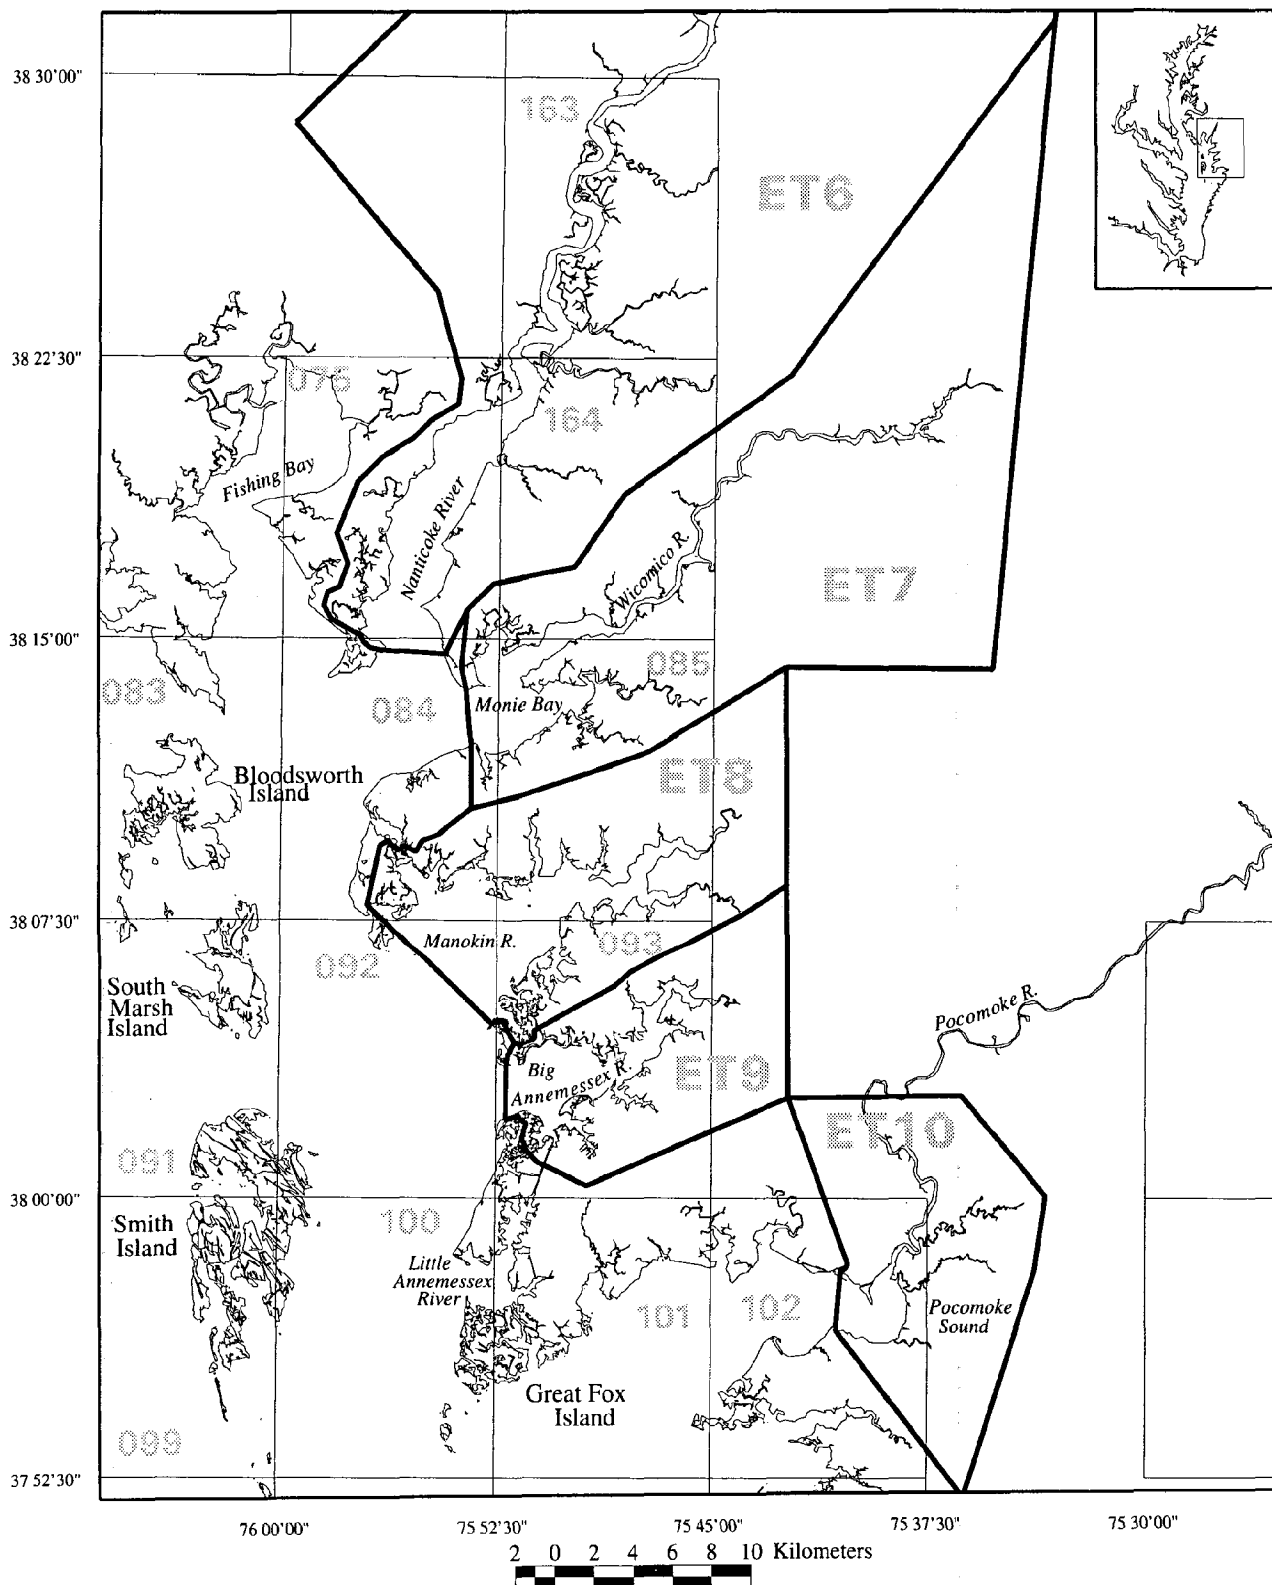 38 30'00"
163
ET6
38 22'30"
076
164
Fishing Bay
Nanticoke River
Wicomico R.
ET7
38 15'00"
083
084
085
Monie Bay
ET8
Bloodsworth
Island
38 07'30"
Manokin R.
093
092
South
Marsh
Island
Pocomoke R.
Big
Annemessex R.
ET9
ET10
091
38 00'00"
100
Smith
Island
Little
Annemessex
River
101
102
Pocomoke
Sound
Great Fox
Island
099
37 52'30"
76 00'00"
75 52'30"
75 45'00"
75 37'30"
75 30'00"
2 0 2 4 6 8 10 Kilometers